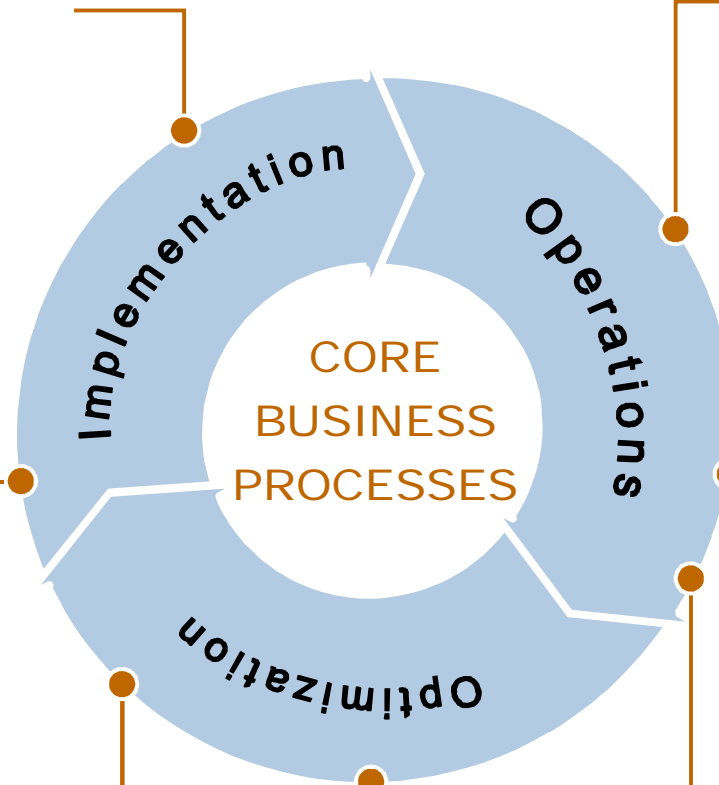 Implementation
Operations
CORE
BUSINESS
PROCESSES
Optimization